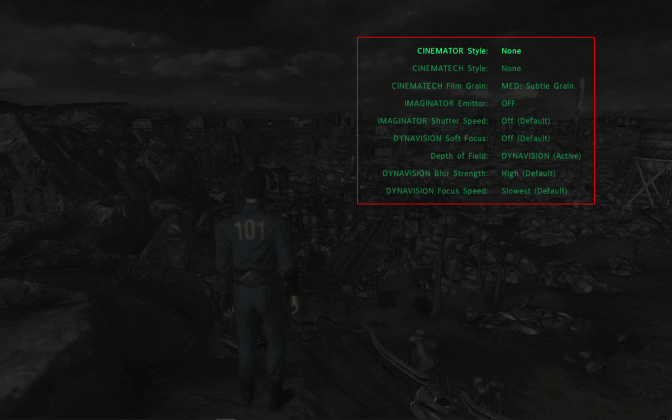 CINEMATOR Style: None
CINEMATECH Style: None
CINEMATECH Film Grain: MED: Subtle Grain.
IMAGINATOR Emittor: OFF
IMAGINATOR Shutter Speed: Off (Default)
DYNAVISION Soft Focus: Off (Default)
Depth of Field: DYNAVISION (Active)
DYNAVISION Blur Strength: High (Default)
DYNAVISION Focus Speed: Slowest (Default)
101